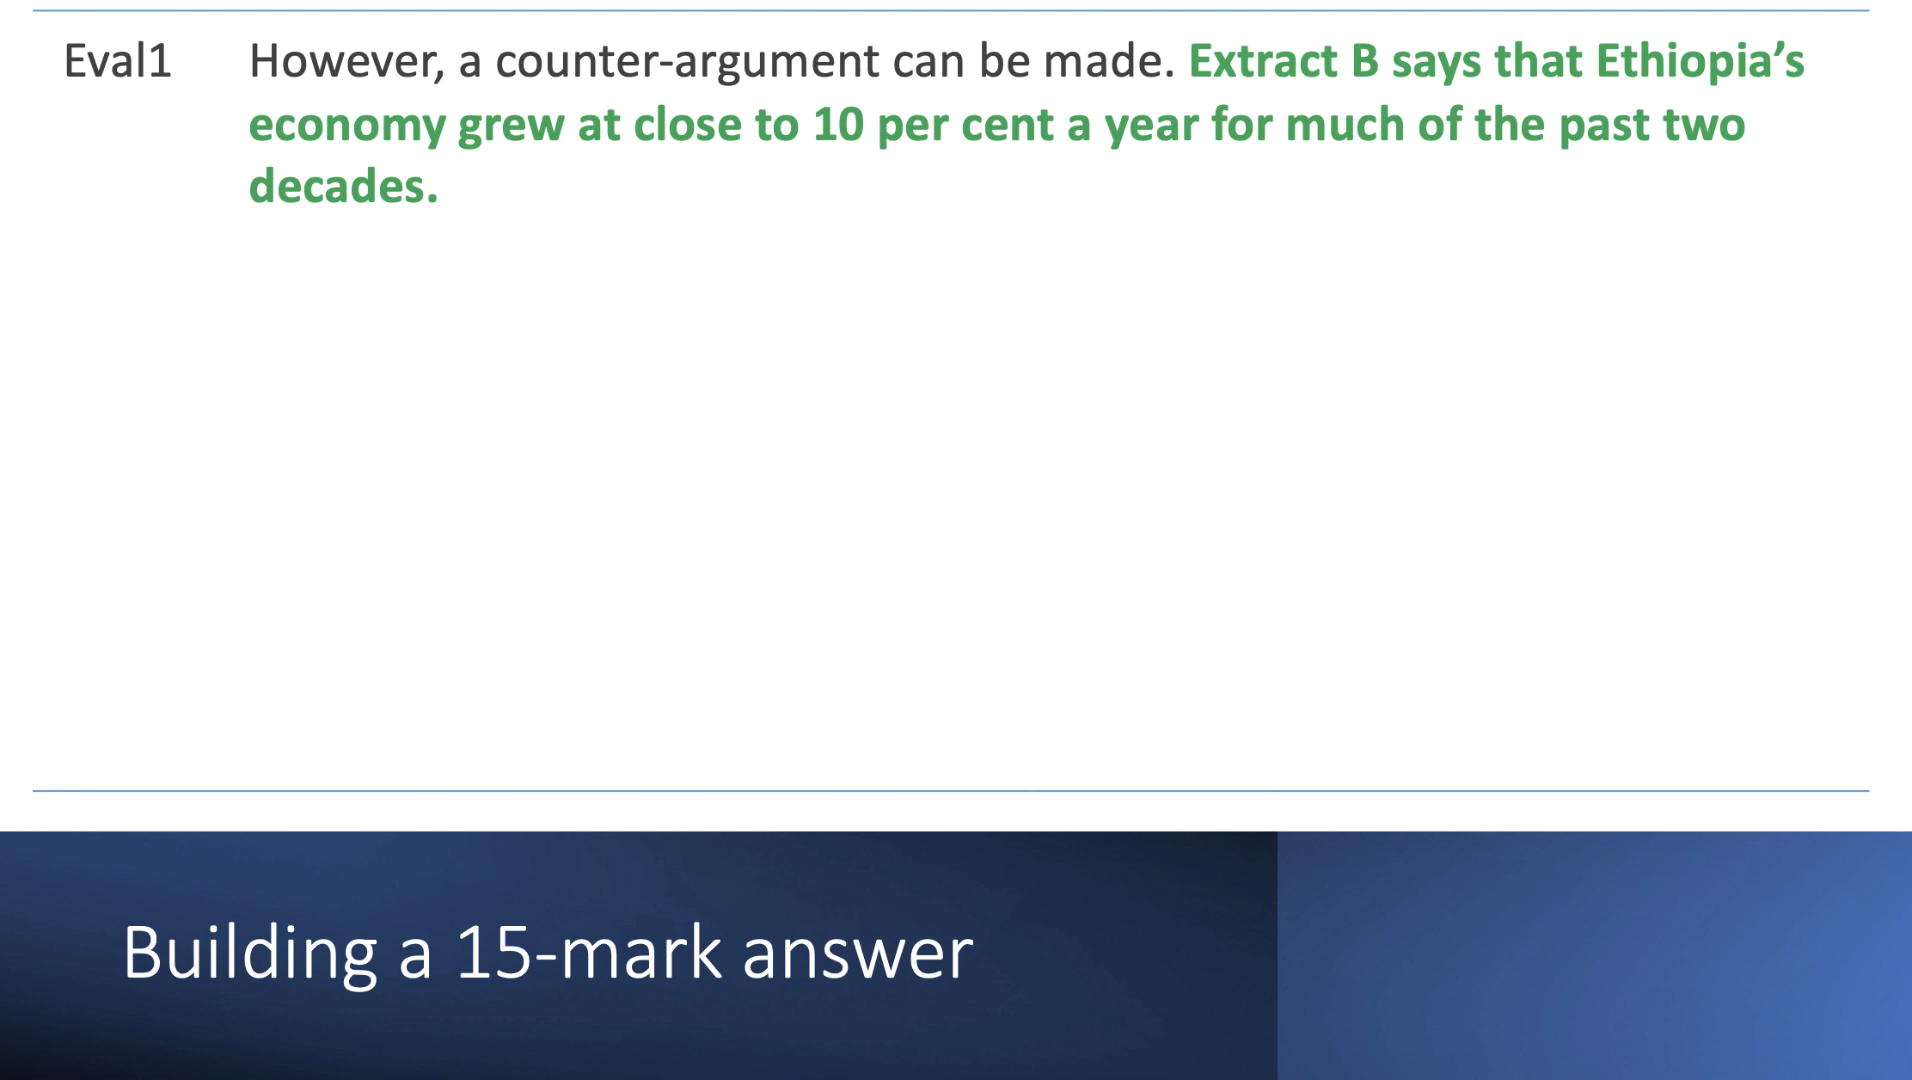 Eval1 However, a counter-argument can be made. Extract B says that Ethiopia’s
economy grew at close to 10 per cent a year for much of the past two
decades.
Building a 15-mark answer